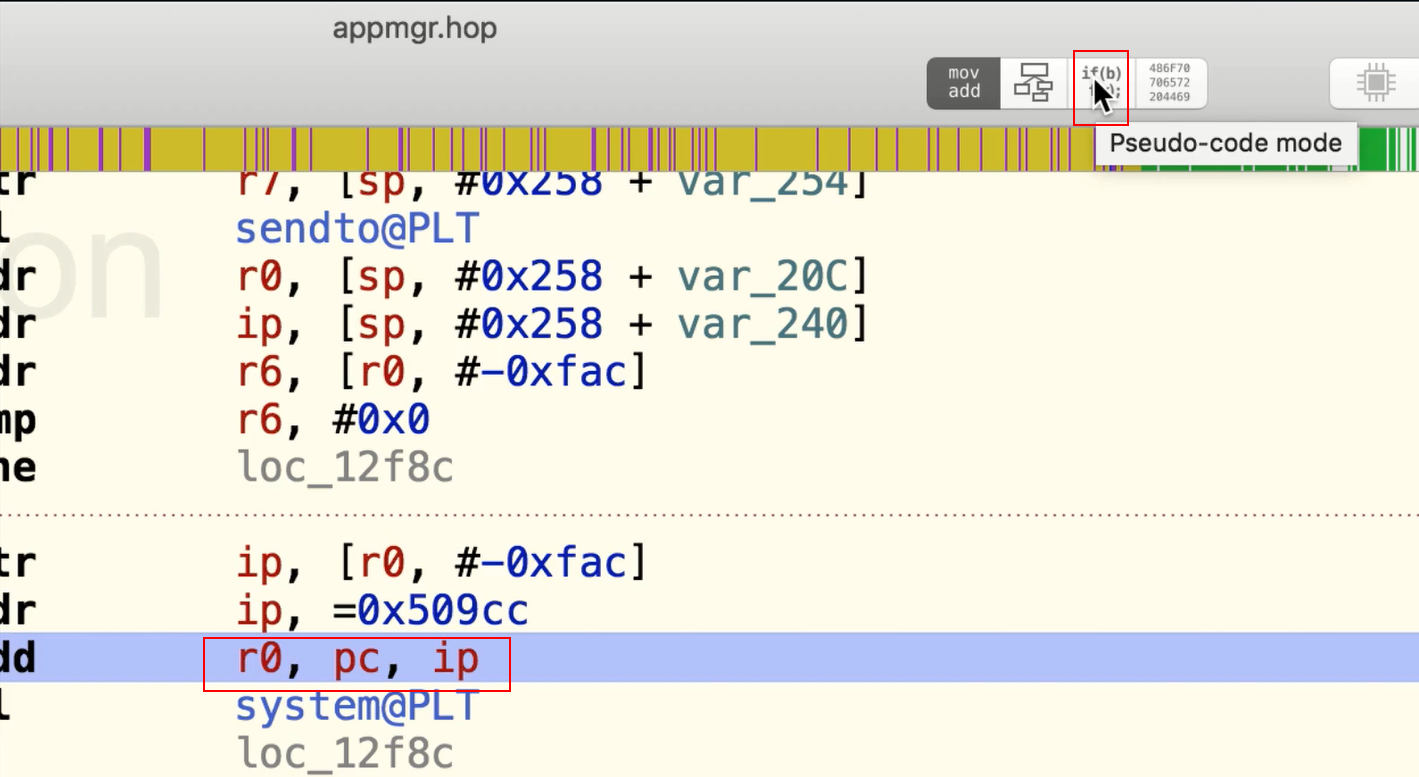 appmgr.hop
mov
add
if(b)
486F70
706572
204469
Pseudo-code mode
tr r7, [sp, #0x258 + var_254]
l sendto@PLT
on
dr r0, [sp, #0x258 + var_20C]
dr ip, [sp, #0x258 + var_240]
dr r6, [r0, #-0xfac]
mp r6, #0x0
ne loc_12f8c
tr ip, [r0, #-0xfac]
dr ip, =0x509cc
dd r0, pc, ip
l system@PLT
loc_12f8c